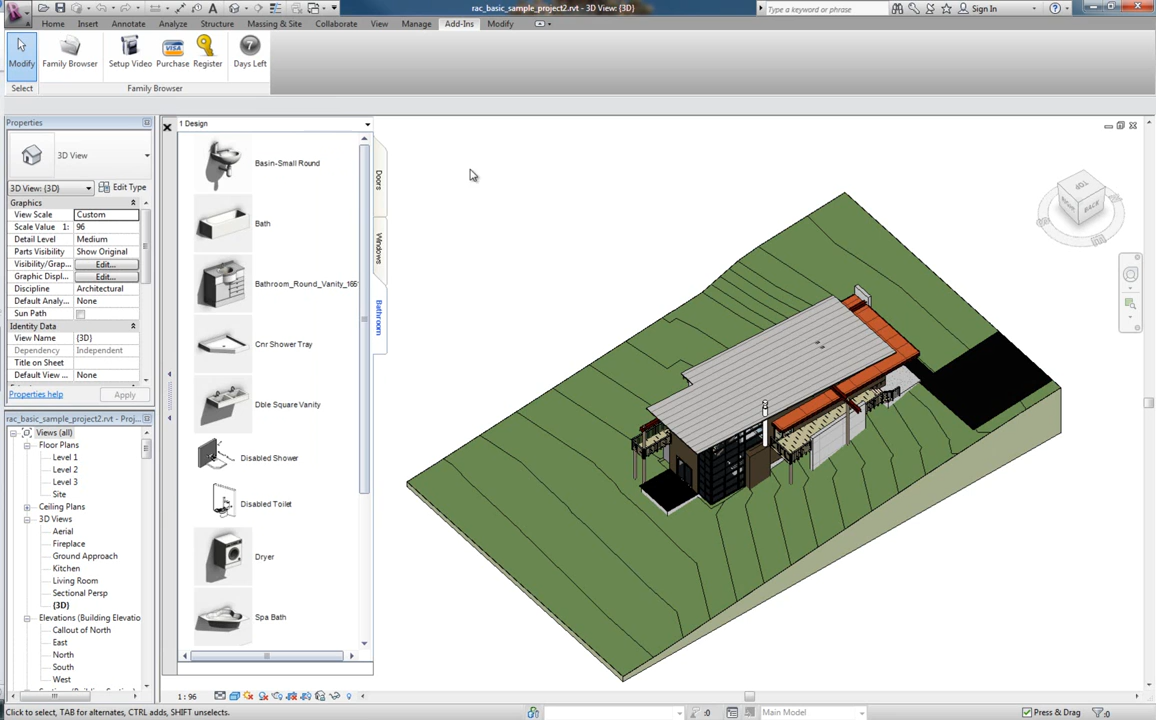 rac_basic_sample_project2.rvt - 3D View: {3D}
Type a keyword or phrase
Sign In
Home
Insert
Annotate
Analyze
Structure
Massing & Site
Collaborate
View
Manage
Add-Ins
Modify
Modify
Family Browser
Setup Video
VISA
Purchase
Register
7
Days Left
Select
Family Browser
Properties
3D View
3D View: {3D}
Edit Type
Graphics
View Scale Custom
Scale Value 1: 96
Detail Level Medium
Parts Visibility Show Original
Visibility/Grap... Edit...
Graphic Displ... Edit...
Discipline Architectural
Default Analy... None
Sun Path
Identity Data
View Name {3D}
Dependency Independent
Title on Sheet
Default View ... None
Properties help
Apply
rac_basic_sample_project2.rvt - Proj...
Views (all)
Floor Plans
Level 1
Level 2
Level 3
Site
Ceiling Plans
3D Views
Aerial
Fireplace
Ground Approach
Kitchen
Living Room
Sectional Persp
{3D}
Elevations (Building Elevatio
Callout of North
East
North
South
West
1 Design
Basin-Small Round
Bath
Bathroom_Round_Vanity_166
Cnr Shower Tray
Dble Square Vanity
Disabled Shower
Disabled Toilet
Dryer
Spa Bath
Doors
Windows
Bathroom
TOP
RIGHT
BACK
1 : 96
Click to select, TAB for alternates, CTRL adds, SHIFT unselects.
:0
Main Model
Press & Drag
:0